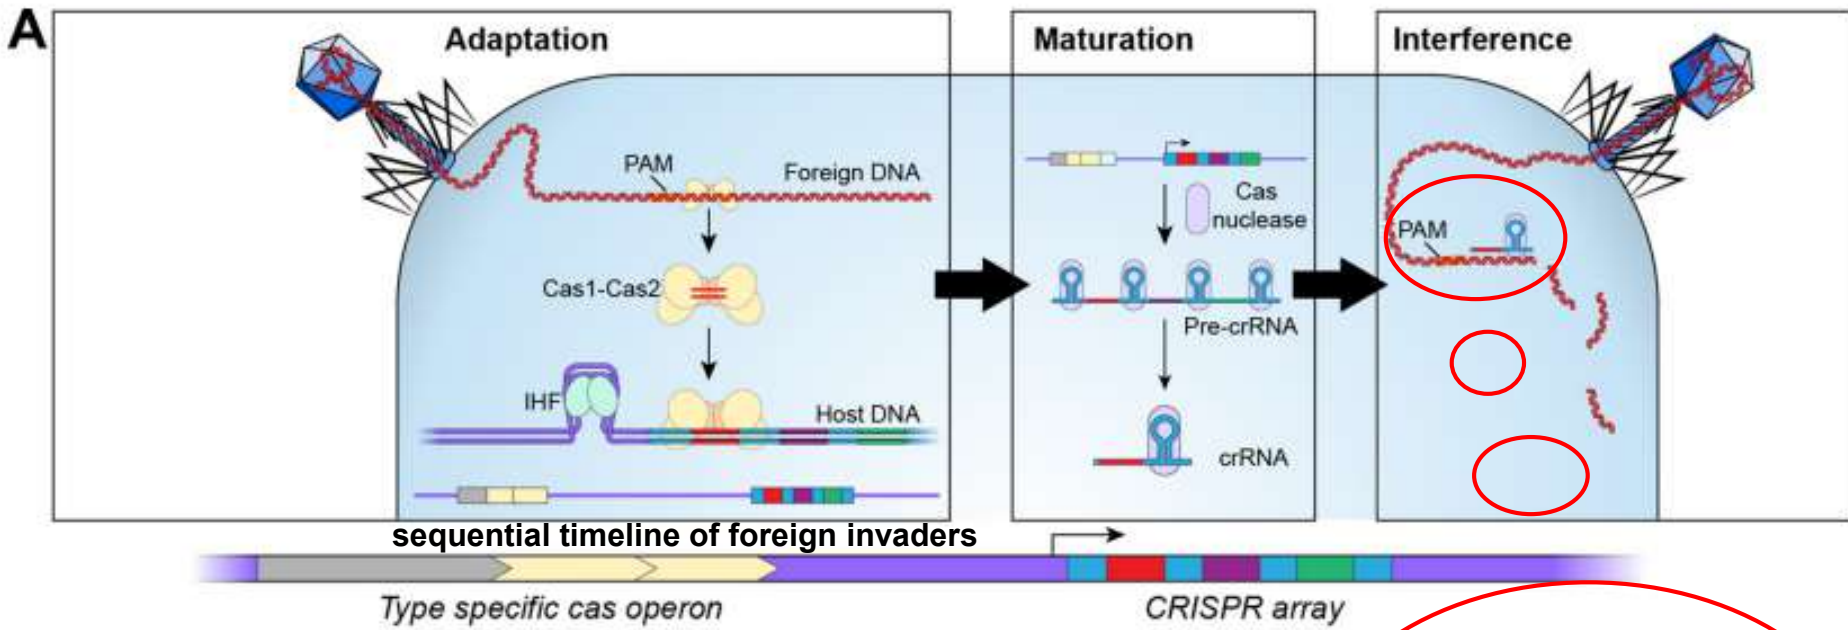 A
Adaptation
Maturation
Interference
PAM
Foreign DNA
Cas1-Cas2
IHF
Host DNA
Cas
nuclease
Pre-crRNA
crRNA
PAM
sequential timeline of foreign invaders
Type specific cas operon
CRISPR array